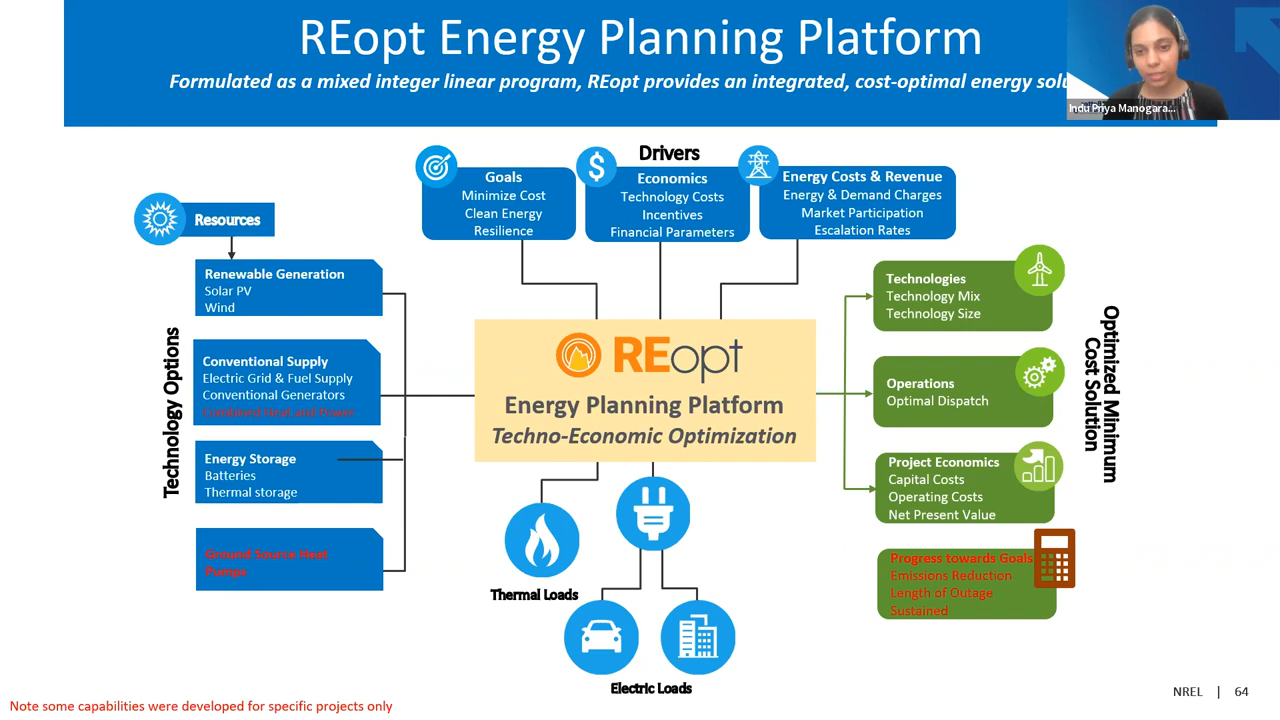 REopt Energy Planning Platform
Formulated as a mixed integer linear program, REopt provides an integrated, cost-optimal energy
Indu Priya Manogara...
Drivers
Goals
Minimize Cost
Clean Energy
Resilience
Economics
Technology Costs
Incentives
Financial Parameters
Energy Costs & Revenue
Energy & Demand Charges
Market Participation
Escalation Rates
Resources
Technology Options
Renewable Generation
Solar PV
Wind
Conventional Supply
Electric Grid & Fuel Supply
Conventional Generators
Combined Heat and Power
Energy Storage
Batteries
Thermal storage
Ground Source Heat
Pumps
REopt
Energy Planning Platform
Techno-Economic Optimization
Thermal Loads
Electric Loads
Technologies
Technology Mix
Technology Size
Operations
Optimal Dispatch
Project Economics
Capital Costs
Operating Costs
Net Present Value
Progress towards Goals
Emissions Reduction
Length of Outage
Sustained
Optimized Minimum
Cost Solution
Note some capabilities were developed for specific projects only
NREL | 64